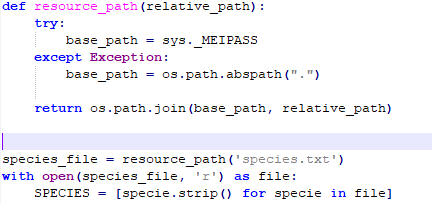 def resource_path(relative_path):
    try:
        base_path = sys._MEIPASS
    except Exception:
        base_path = os.path.abspath(".")
    return os.path.join(base_path, relative_path)
species_file = resource_path('species.txt')
with open(species_file, 'r') as file:
    SPECIES = [specie.strip() for specie in file]